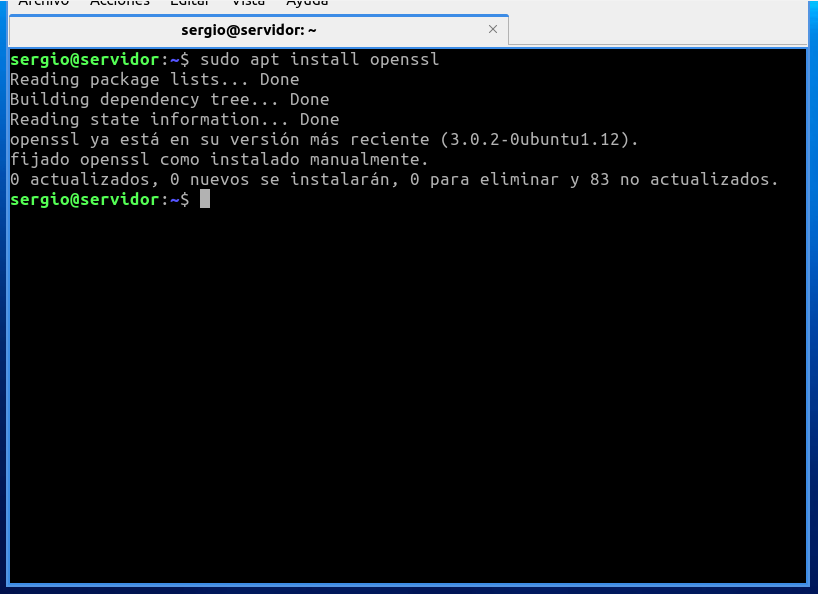 Archivo Acciones Editar Vista Ayuda
sergio@servidor: ~ ×
sergio@servidor:~$ sudo apt install openssl
Reading package lists... Done
Building dependency tree... Done
Reading state information... Done
openssl ya está en su versión más reciente (3.0.2-0ubuntu1.12).
fijado openssl como instalado manualmente.
0 actualizados, 0 nuevos se instalarán, 0 para eliminar y 83 no actualizados.
sergio@servidor:~$